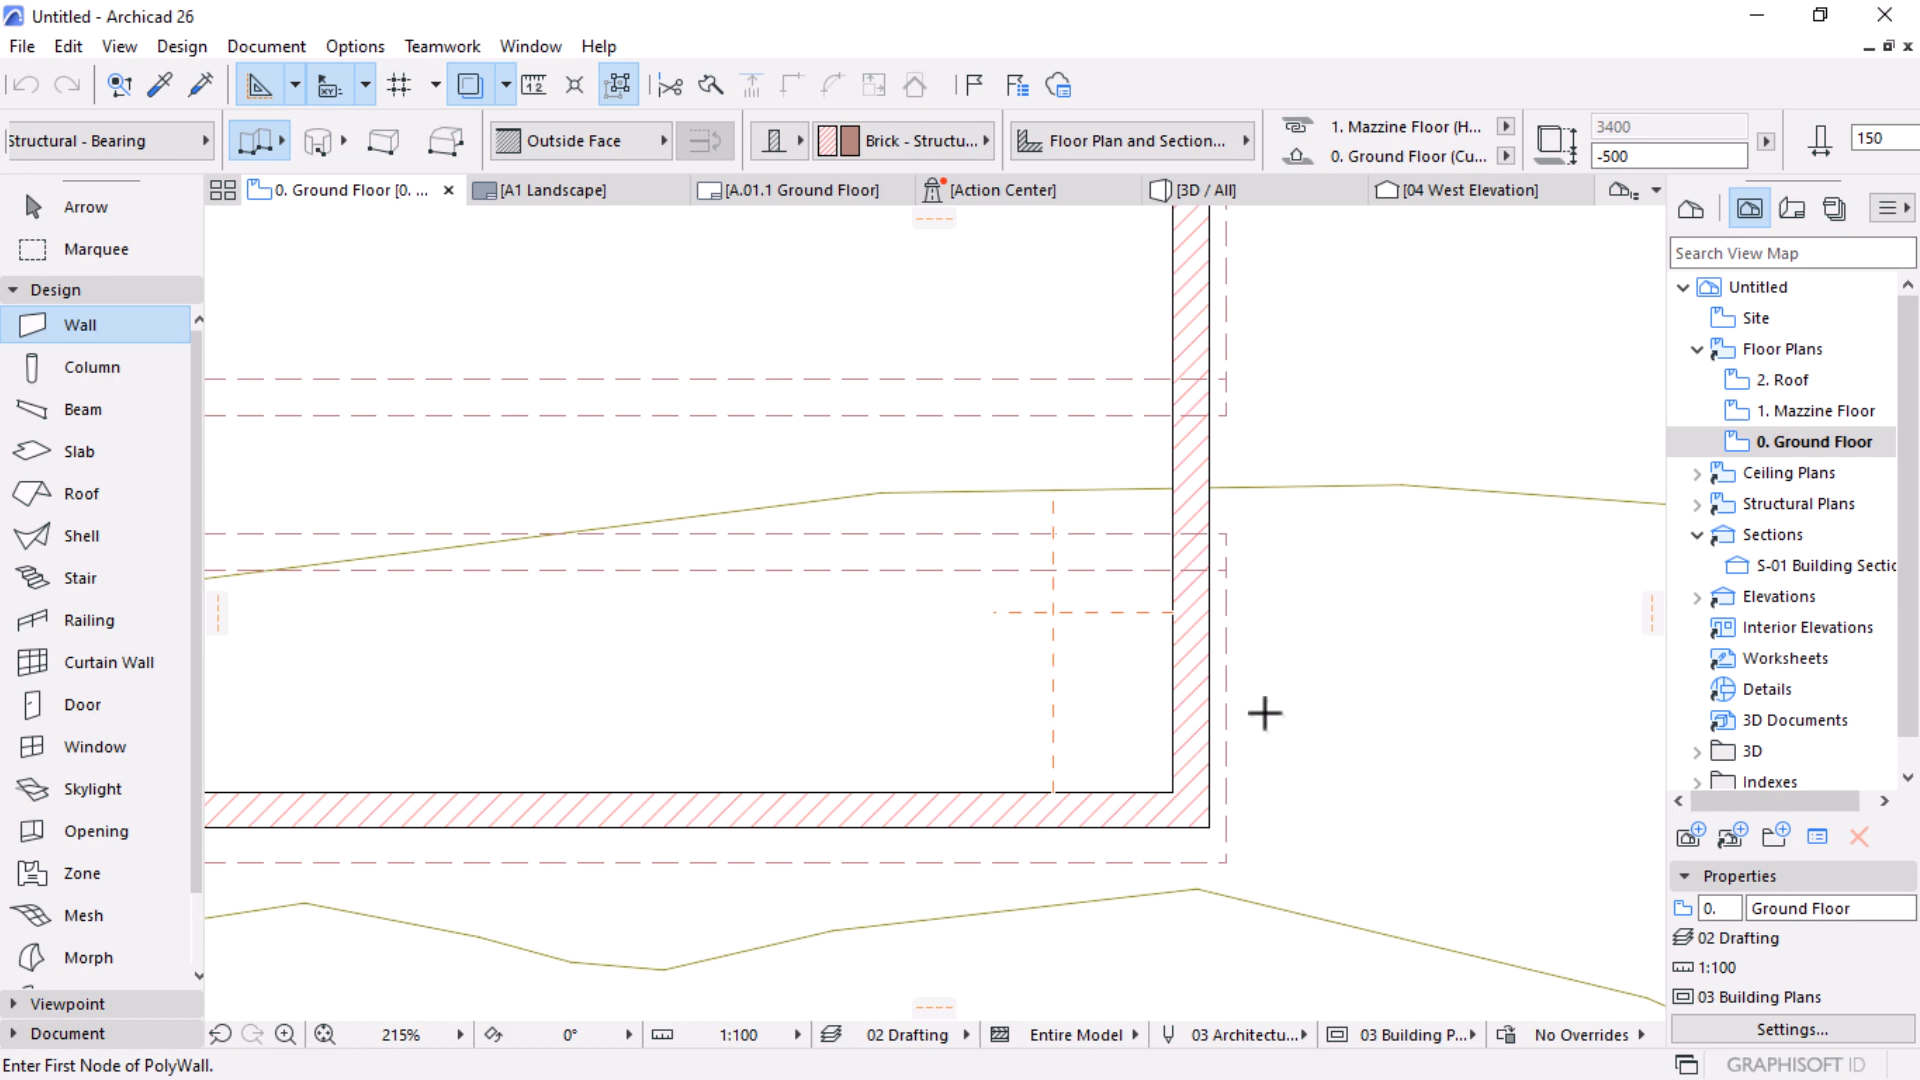 Untitled - Archicad 26
File Edit View Design Document Options Teamwork Window Help
Structural - Bearing
Outside Face
Brick - Structu...
Floor Plan and Section...
1. Mazzine Floor (H...
0. Ground Floor (Cu...
3400
-500
150
0. Ground Floor [0. ...
[A1 Landscape]
[A.01.1 Ground Floor]
[Action Center]
[3D / All]
[04 West Elevation]
Arrow
Marquee
Design
Wall
Column
Beam
Slab
Roof
Shell
Stair
Railing
Curtain Wall
Door
Window
Skylight
Opening
Zone
Mesh
Morph
Viewpoint
Document
Search View Map
Untitled
Site
Floor Plans
2. Roof
1. Mazzine Floor
0. Ground Floor
Ceiling Plans
Structural Plans
Sections
S-01 Building Sectic
Elevations
Interior Elevations
Worksheets
Details
3D Documents
3D
Indexes
Properties
0. Ground Floor
02 Drafting
1:100
03 Building Plans
Settings...
215%
0°
1:100
02 Drafting
Entire Model
03 Architectu...
03 Building P...
No Overrides
Enter First Node of PolyWall.
GRAPHISOFT ID